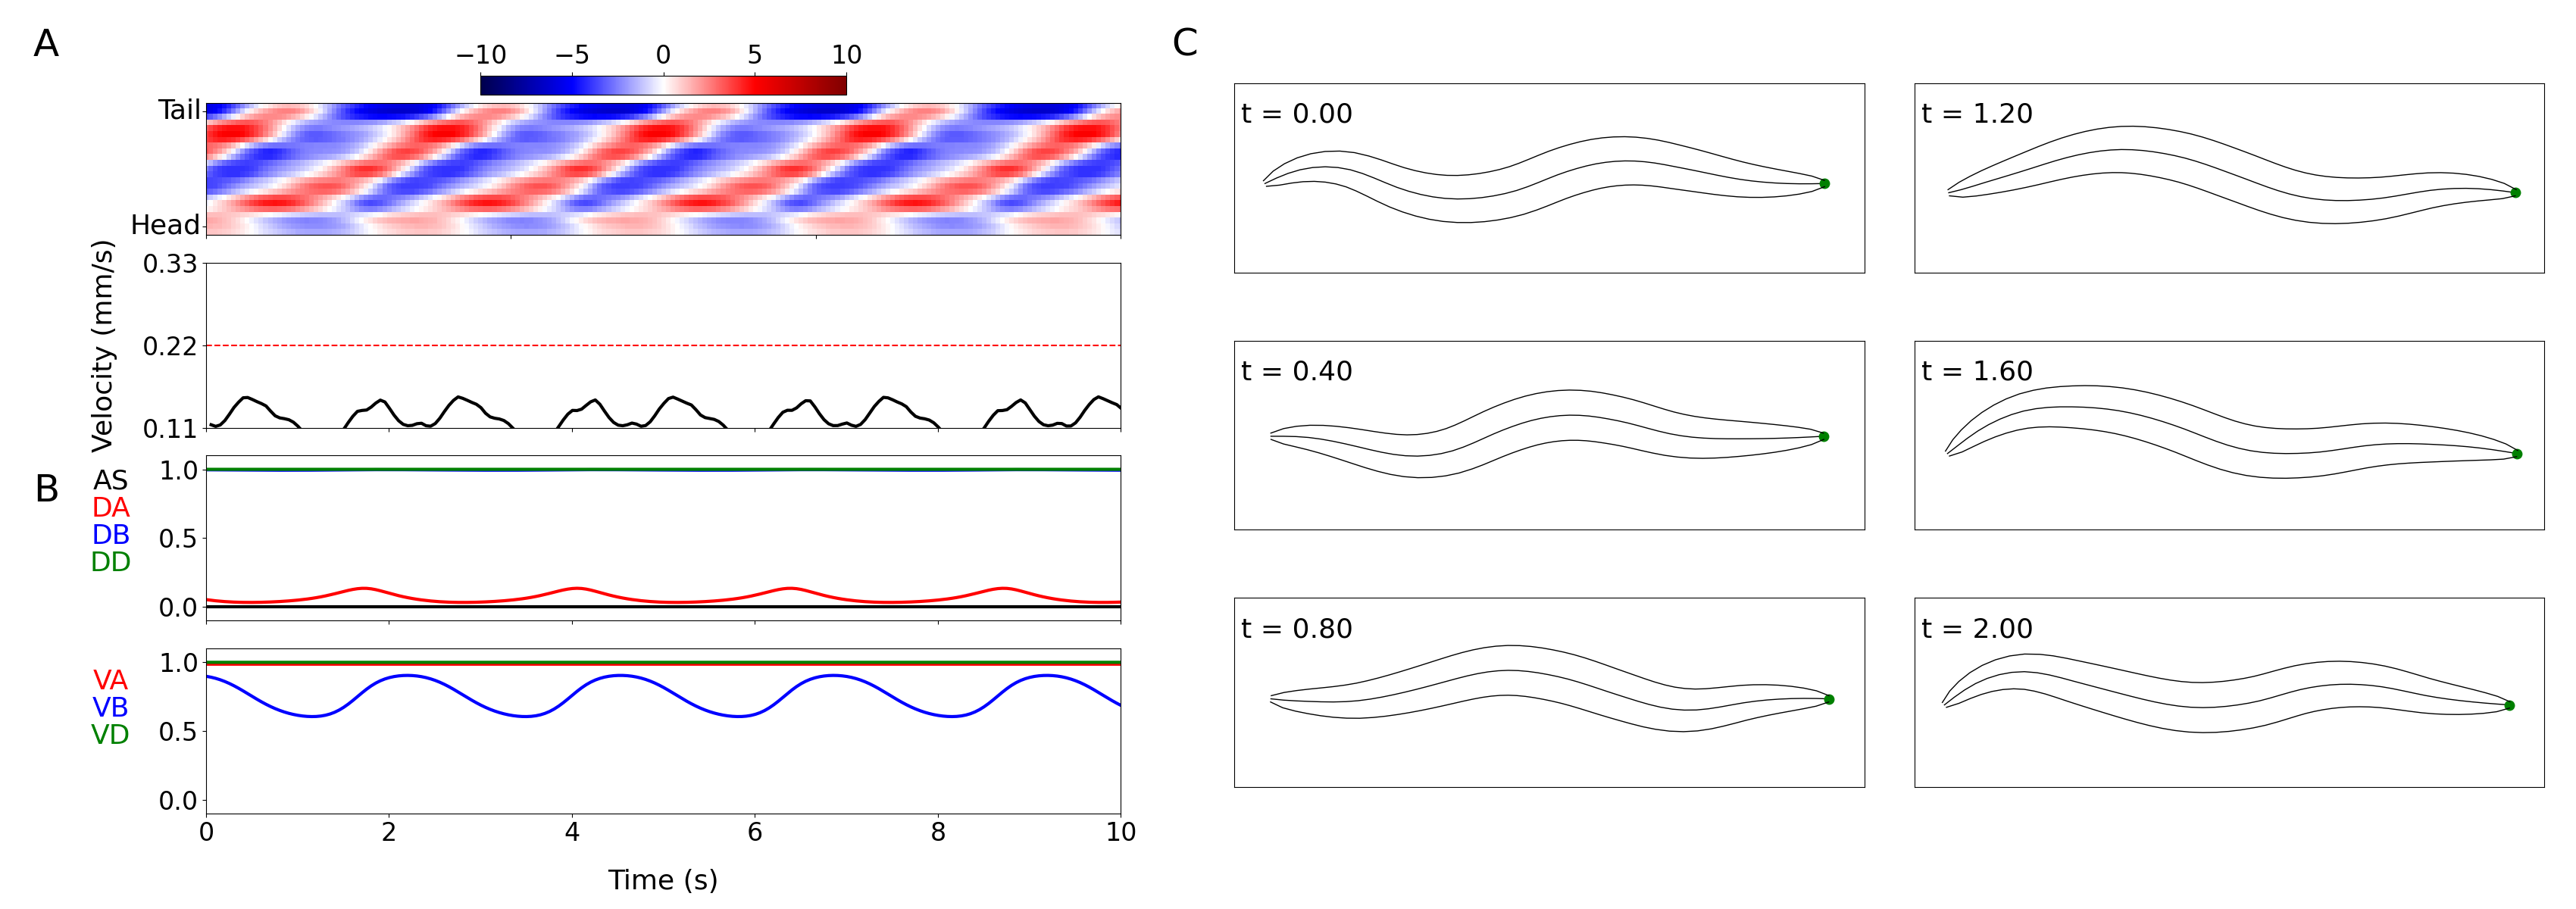 A
−10 −5 0 5 10
Tail
Head
Velocity (mm/s)
0.33
0.22
0.11
B
AS
DA
DB
DD
1.0
0.5
0.0
VA
VB
VD
1.0
0.5
0.0
0 2 4 6 8 10
Time (s)
C
t = 0.00
t = 1.20
t = 0.40
t = 1.60
t = 0.80
t = 2.00